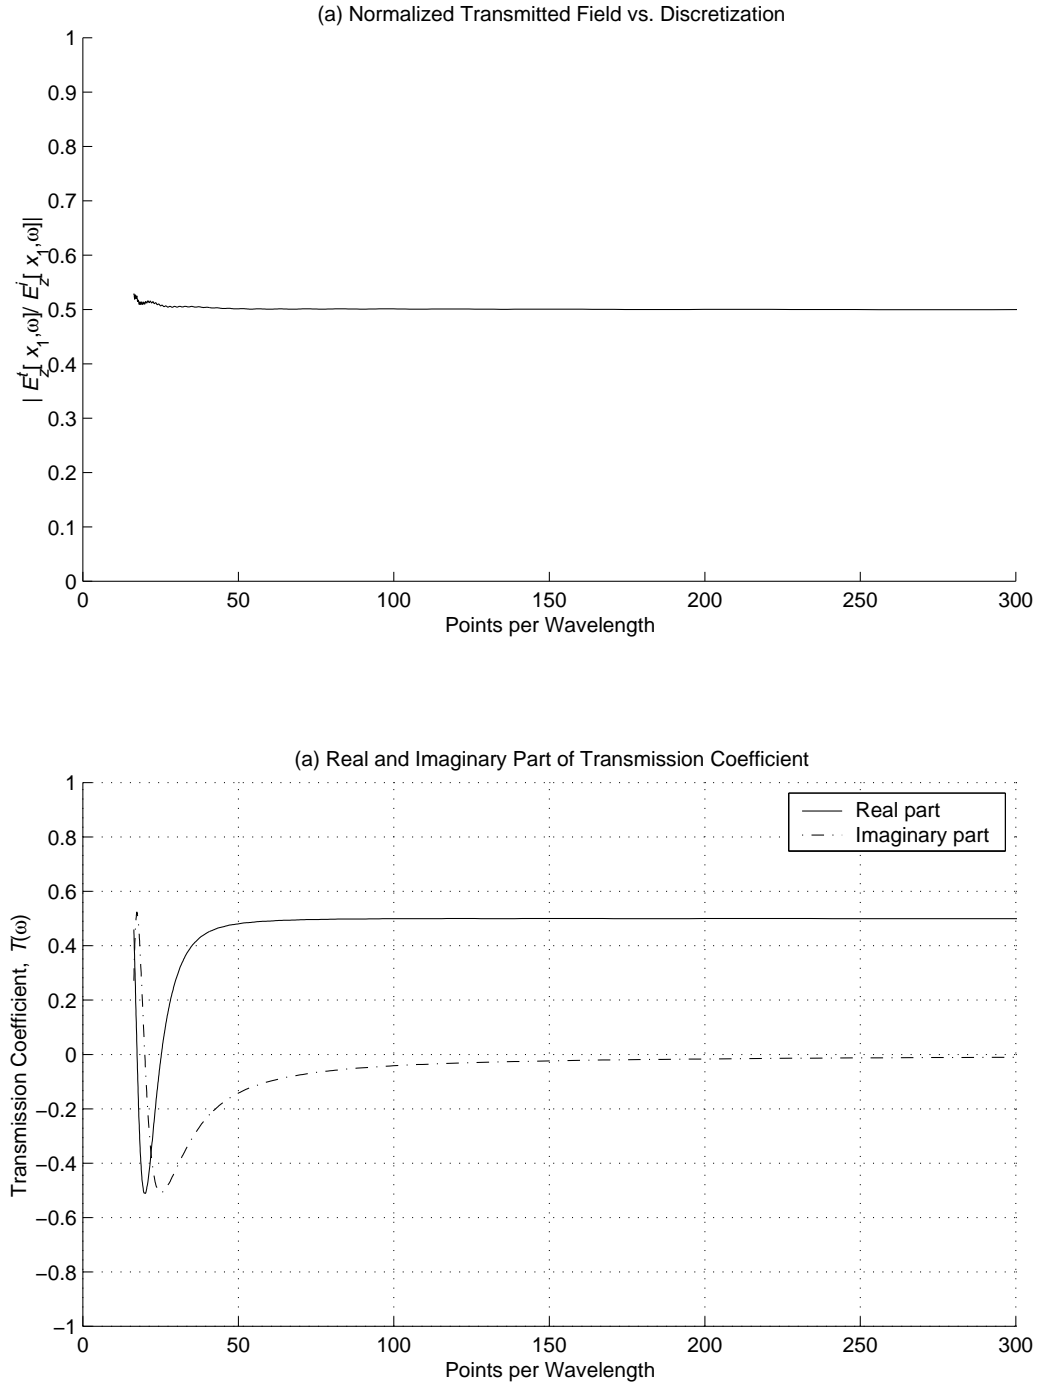 (a) Normalized Transmitted Field vs. Discretization
1
0.9
0.8
0.7
0.6
0.5
0.4
0.3
0.2
0.1
0
| E_z^t[ x_1,ω]/ E_z^i[ x_1,ω]|
0 50 100 150 200 250 300
Points per Wavelength
(a) Real and Imaginary Part of Transmission Coefficient
1
0.8
0.6
0.4
0.2
0
−0.2
−0.4
−0.6
−0.8
−1
Transmission Coefficient, T(ω)
Real part
Imaginary part
0 50 100 150 200 250 300
Points per Wavelength